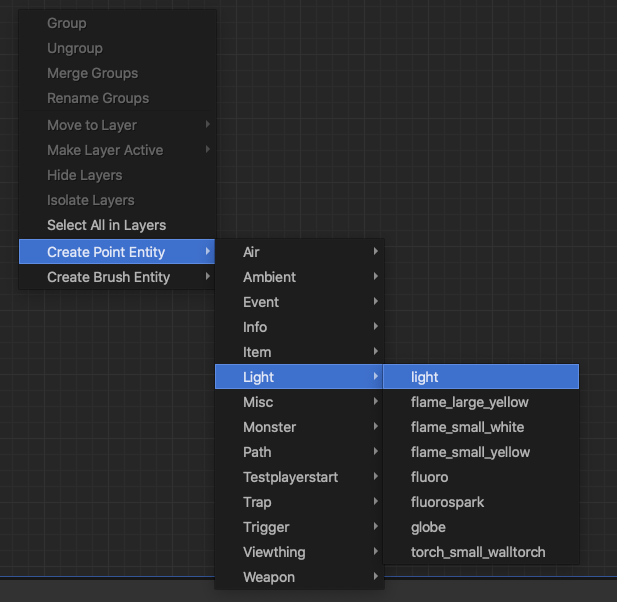 Group
Ungroup
Merge Groups
Rename Groups
Move to Layer
Make Layer Active
Hide Layers
Isolate Layers
Select All in Layers
Create Point Entity
Create Brush Entity
Air
Ambient
Event
Info
Item
Light
Misc
Monster
Path
Testplayerstart
Trap
Trigger
Viewthing
Weapon
light
flame_large_yellow
flame_small_white
flame_small_yellow
fluoro
fluorospark
globe
torch_small_walltorch